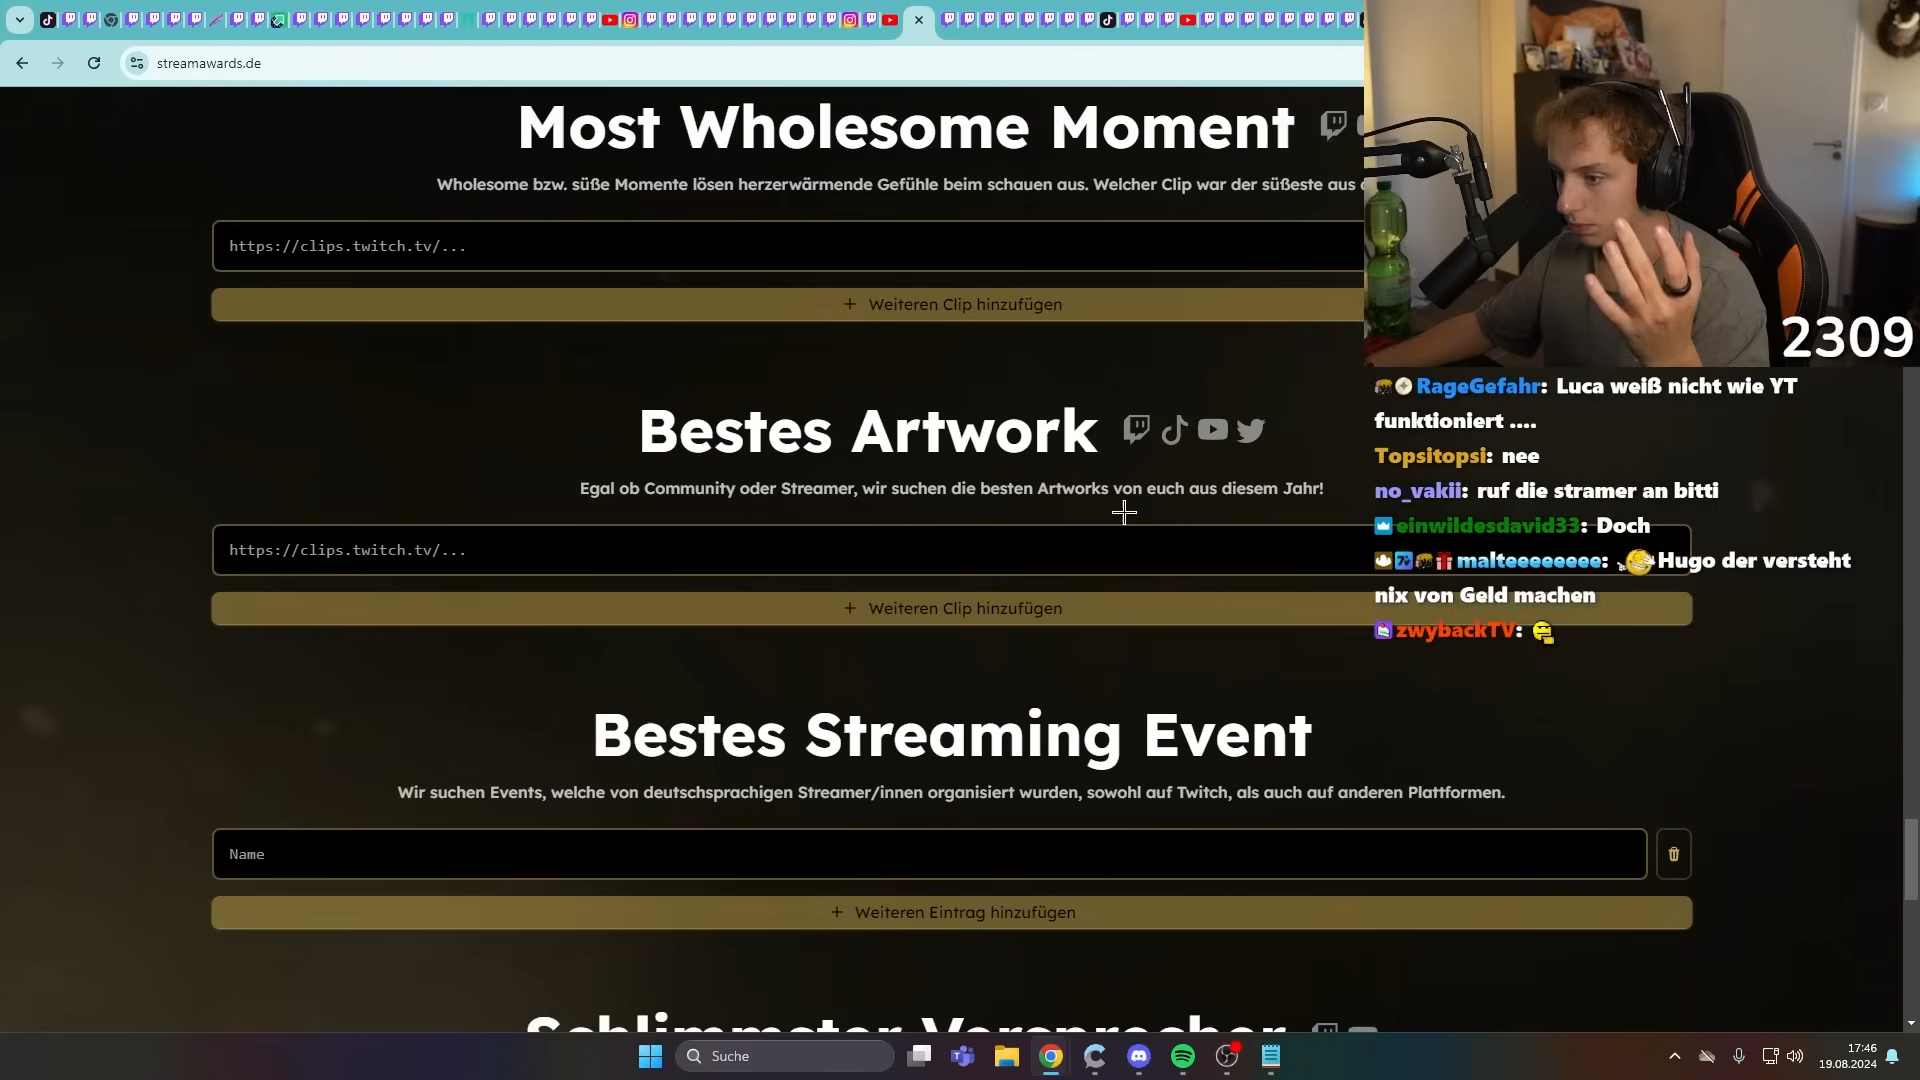 streamawards.de
Most Wholesome Moment
Wholesome bzw. süße Momente lösen herzerwärmende Gefühle beim schauen aus. Welcher Clip war der süßeste aus
https://clips.twitch.tv/...
+ Weiteren Clip hinzufügen
2309
RageGefahr: Luca weiß nicht wie YT
funktioniert ....
Topsitopsi: nee
no_vakii: ruf die stramer an bitti
einwildesdavid33: Doch
malteeeeeeeee: Hugo der versteht
nix von Geld machen
zwybackTV:
Bestes Artwork
Egal ob Community oder Streamer, wir suchen die besten Artworks von euch aus diesem Jahr!
https://clips.twitch.tv/...
+ Weiteren Clip hinzufügen
Bestes Streaming Event
Wir suchen Events, welche von deutschsprachigen Streamer/innen organisiert wurden, sowohl auf Twitch, als auch auf anderen Plattformen.
Name
+ Weiteren Eintrag hinzufügen
Schlimmster Versprecher
Suche
17:46
19.08.2024